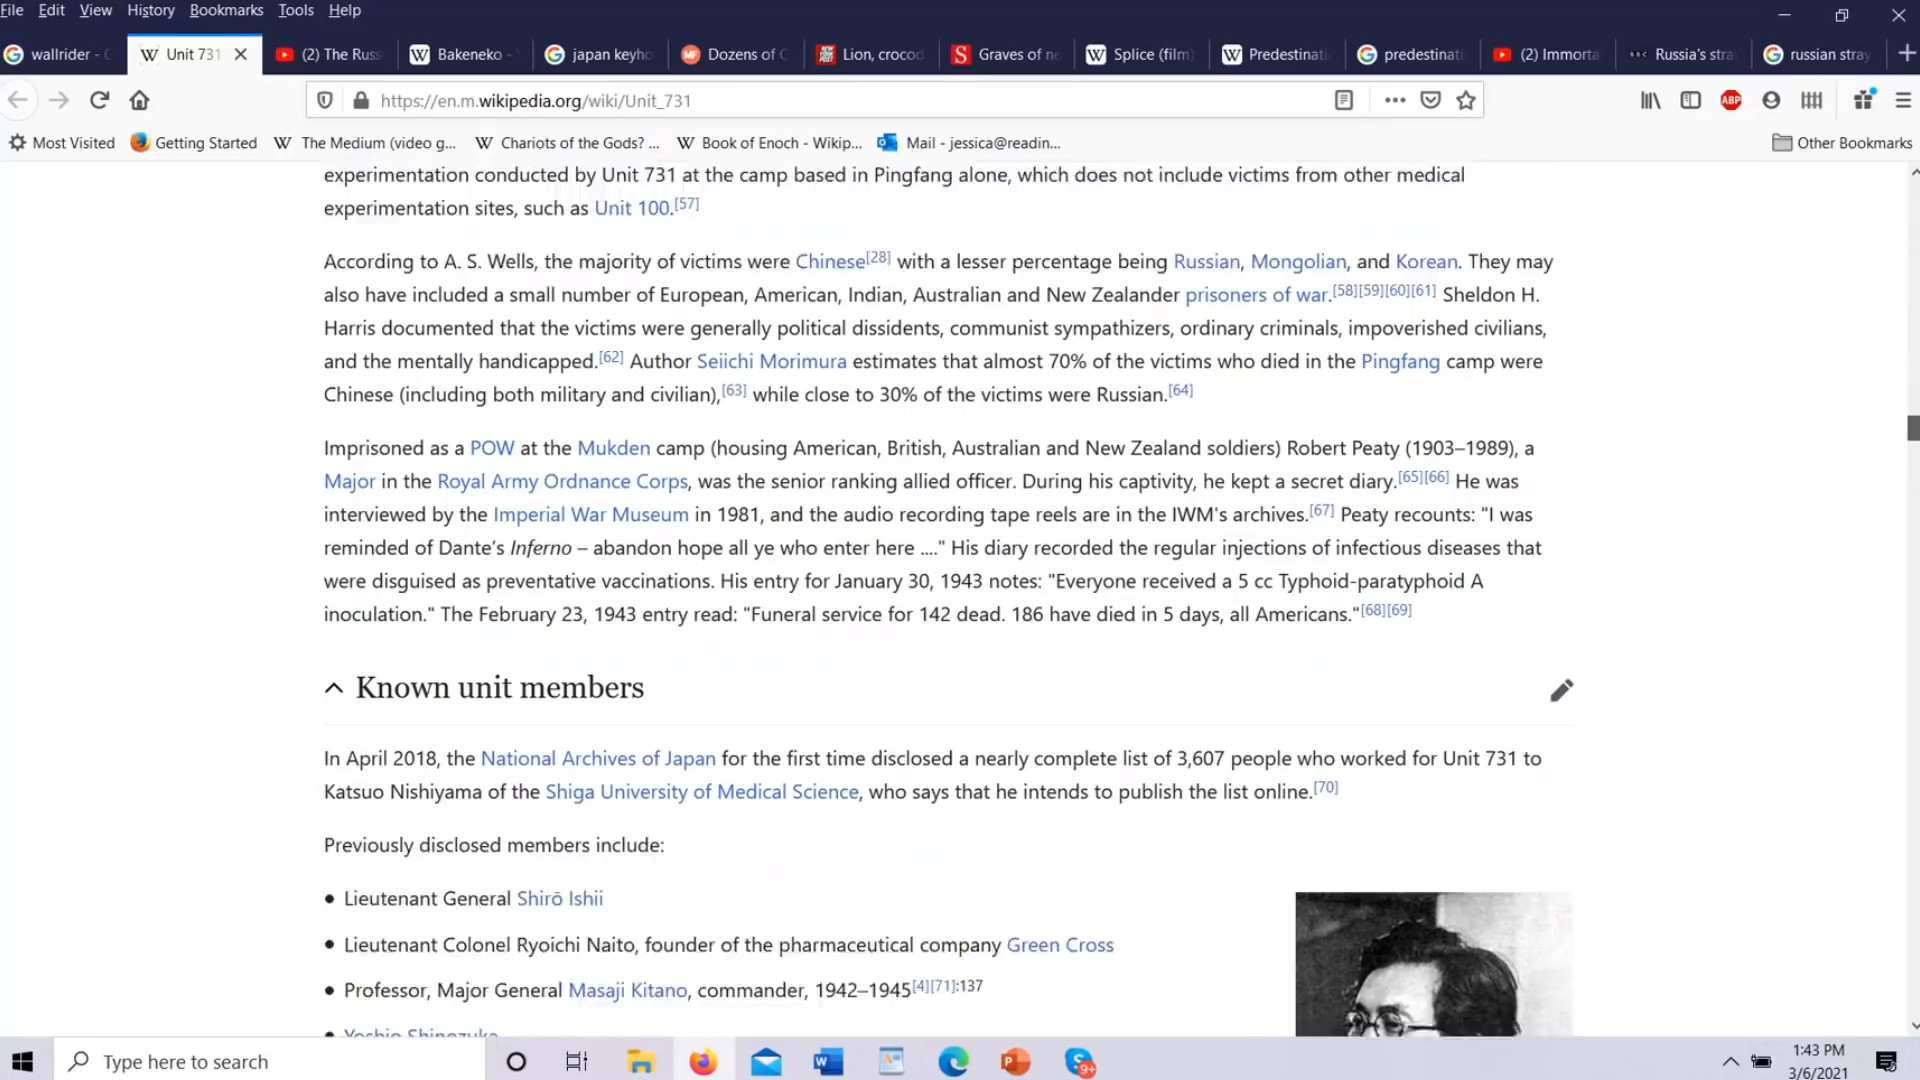 File Edit View History Bookmarks Tools Help
wallrider - G Unit 731 (2) The Russ Bakeneko - japan keyho Dozens of C Lion, crocod Graves of ne Splice (film) Predestinati predestinati (2) Immorta Russia's stra russian stray
https://en.m.wikipedia.org/wiki/Unit_731
Most Visited Getting Started The Medium (video g... Chariots of the Gods? ... Book of Enoch - Wikip... Mail - jessica@readin... Other Bookmarks
experimentation conducted by Unit 731 at the camp based in Pingfang alone, which does not include victims from other medical
experimentation sites, such as Unit 100.[57]
According to A. S. Wells, the majority of victims were Chinese[28] with a lesser percentage being Russian, Mongolian, and Korean. They may
also have included a small number of European, American, Indian, Australian and New Zealander prisoners of war.[58][59][60][61] Sheldon H.
Harris documented that the victims were generally political dissidents, communist sympathizers, ordinary criminals, impoverished civilians,
and the mentally handicapped.[62] Author Seiichi Morimura estimates that almost 70% of the victims who died in the Pingfang camp were
Chinese (including both military and civilian),[63] while close to 30% of the victims were Russian.[64]
Imprisoned as a POW at the Mukden camp (housing American, British, Australian and New Zealand soldiers) Robert Peaty (1903–1989), a
Major in the Royal Army Ordnance Corps, was the senior ranking allied officer. During his captivity, he kept a secret diary.[65][66] He was
interviewed by the Imperial War Museum in 1981, and the audio recording tape reels are in the IWM's archives.[67] Peaty recounts: "I was
reminded of Dante's Inferno – abandon hope all ye who enter here ...." His diary recorded the regular injections of infectious diseases that
were disguised as preventative vaccinations. His entry for January 30, 1943 notes: "Everyone received a 5 cc Typhoid-paratyphoid A
inoculation." The February 23, 1943 entry read: "Funeral service for 142 dead. 186 have died in 5 days, all Americans."[68][69]
Known unit members
In April 2018, the National Archives of Japan for the first time disclosed a nearly complete list of 3,607 people who worked for Unit 731 to
Katsuo Nishiyama of the Shiga University of Medical Science, who says that he intends to publish the list online.[70]
Previously disclosed members include:
Lieutenant General Shirō Ishii
Lieutenant Colonel Ryoichi Naito, founder of the pharmaceutical company Green Cross
Professor, Major General Masaji Kitano, commander, 1942–1945[4][71]:137
Yoshio Shinozuka
Type here to search
1:43 PM
3/6/2021